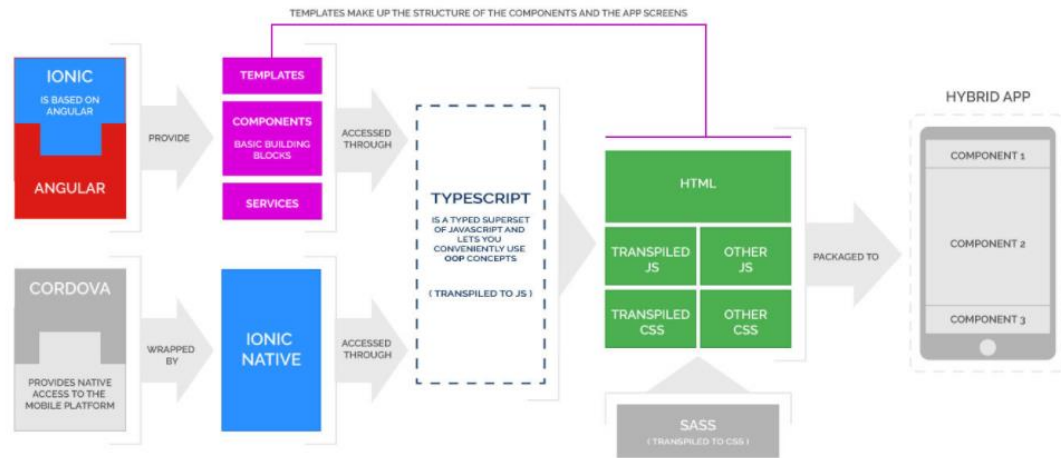 TEMPLATES MAKE UP THE STRUCTURE OF THE COMPONENTS AND THE APP SCREENS
IONIC
IS BASED ON
ANGULAR
ANGULAR
PROVIDE
TEMPLATES
COMPONENTS
BASIC BUILDING
BLOCKS
SERVICES
ACCESSED
THROUGH
CORDOVA
PROVIDES NATIVE
ACCESS TO THE
MOBILE PLATFORM
WRAPPED
BY
IONIC
NATIVE
ACCESSED
THROUGH
TYPESCRIPT
IS A TYPED SUPERSET
OF JAVASCRIPT AND
LETS YOU
CONVENIENTLY USE
OOP CONCEPTS
( TRANSPILED TO JS )
HTML
TRANSPILED
JS
OTHER
JS
TRANSPILED
CSS
OTHER
CSS
SASS
( TRANSPILED TO CSS )
PACKAGED TO
HYBRID APP
COMPONENT 1
COMPONENT 2
COMPONENT 3